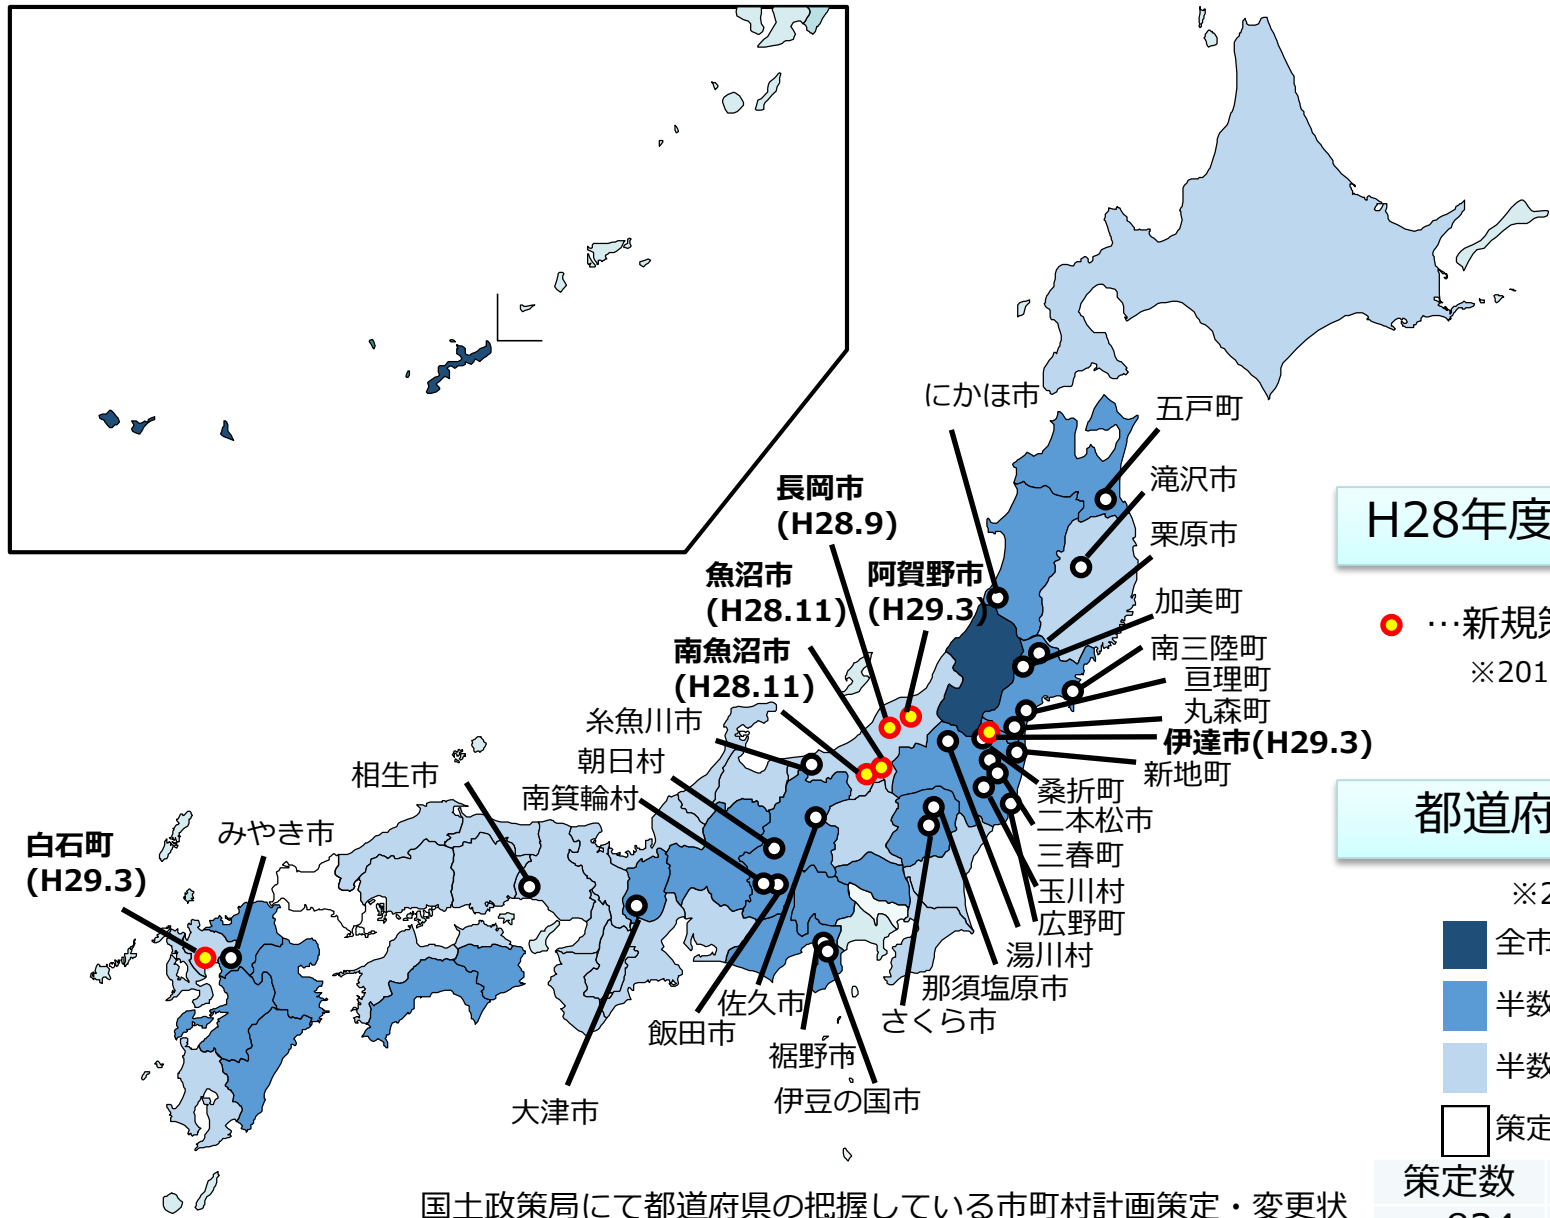 にかほ市
五戸町
長岡市
(H28.9)
滝沢市
H28年度
栗原市
魚沼市
(H28.11)
阿賀野市
(H29.3)
加美町
…新規策
南魚沼市
(H28.11)
南三陸町
※201
亘理町
糸魚川市
丸森町
伊達市(H29.3)
朝日村
新地町
相生市
南箕輪村
桑折町
二本松市
都道府
みやき市
白石町
(H29.3)
三春町
玉川村
※2
広野町
全市
湯川村
那須塩原市
半数
佐久市
さくら市
飯田市
裾野市
半数
伊豆の国市
大津市
策定
策定数
国土政策局にて都道府県の把握している市町村計画策定・変更状